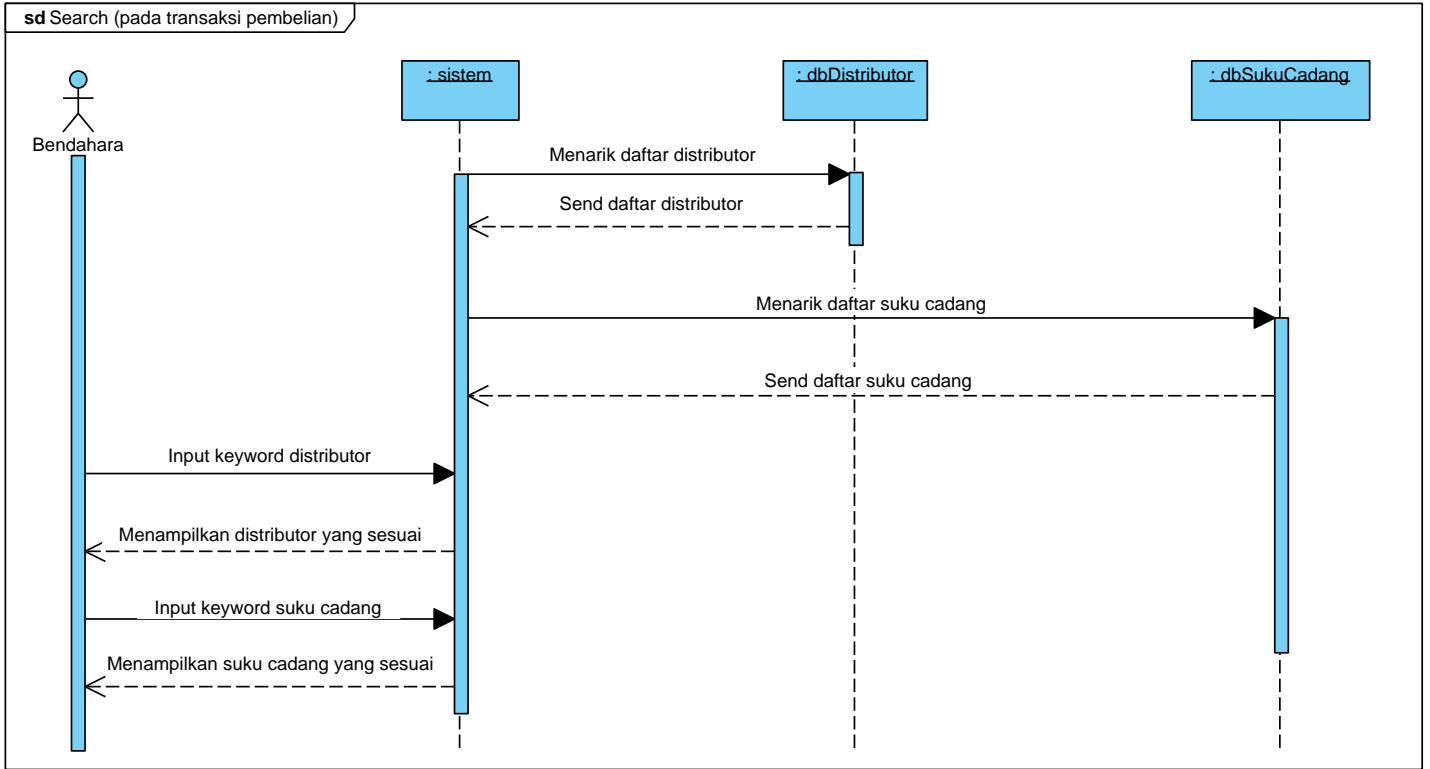 sd Search (pada transaksi pembelian)
: sistem
: dbDistributor
: dbSukuCadang
Bendahara
Menarik daftar distributor
Send daftar distributor
Menarik daftar suku cadang
Send daftar suku cadang
Input keyword distributor
Menampilkan distributor yang sesuai
Input keyword suku cadang
Menampilkan suku cadang yang sesuai